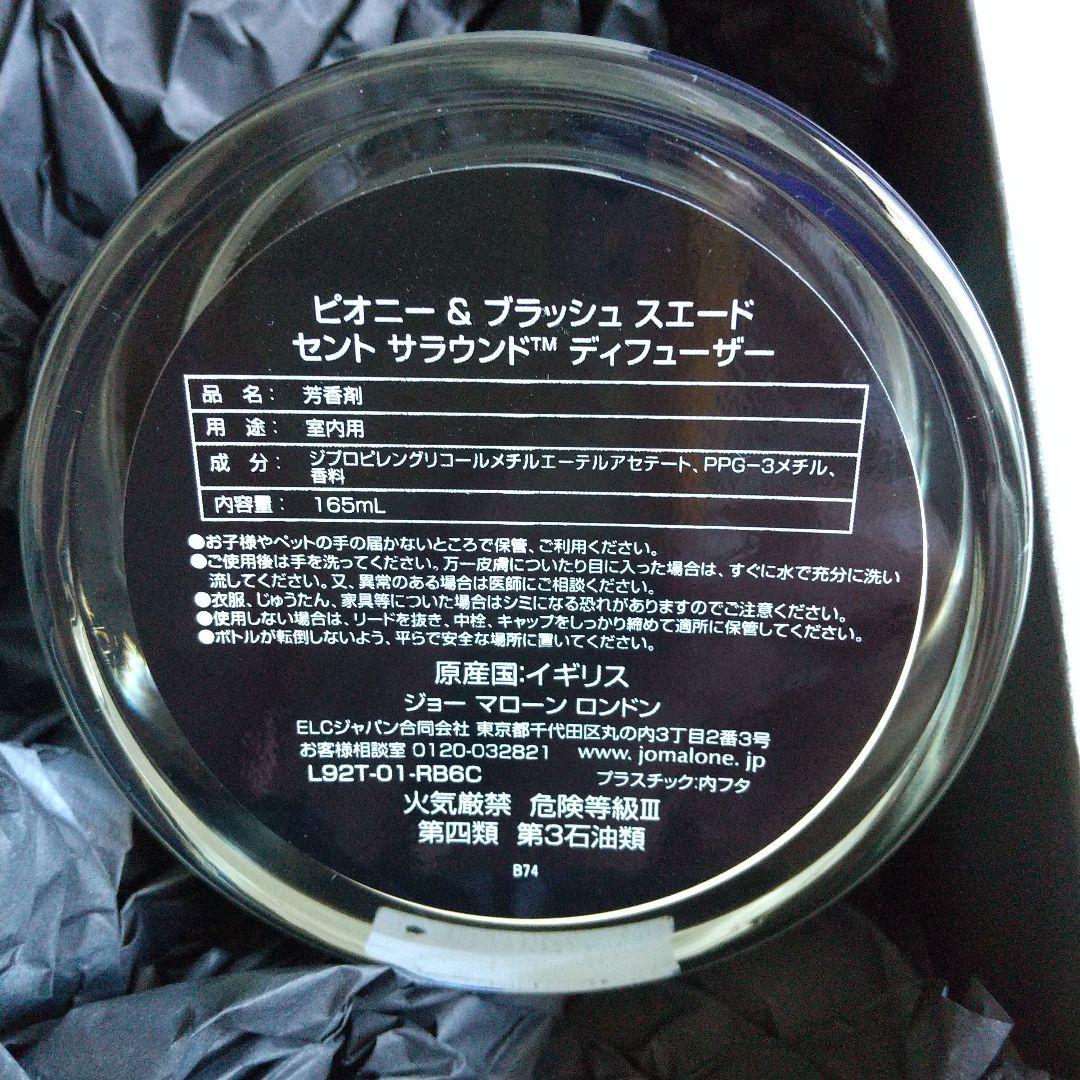 ピオニー & ブラッシュ スエード
セント サラウンド™ ディフューザー
品 名： 芳香剤
用 途： 室内用
成 分： ジプロピレングリコールメチルエーテルアセテート、PPG-3メチル、
香料
内容量： 165mL
●お子様やペットの手の届かないところで保管、ご利用ください。
●ご使用後は手を洗ってください。万一皮膚についたり目に入った場合は、すぐに水で充分に洗い
流してください。又、異常のある場合は医師にご相談ください。
●衣服、じゅうたん、家具等についた場合はシミになる恐れがありますのでご注意ください。
●使用しない場合は、リードを抜き、中栓、キャップをしっかり締めて適所に保管してください。
●ボトルが転倒しないよう、平らで安全な場所に置いてください。
原産国:イギリス
ジョー マローン ロンドン
ELCジャパン合同会社 東京都千代田区丸の内3丁目2番3号
お客様相談室 0120-032821 www. jomalone. jp
L92T-01-RB6C プラスチック:内フタ
火気厳禁 危険等級Ⅲ
第四類 第3石油類
B74